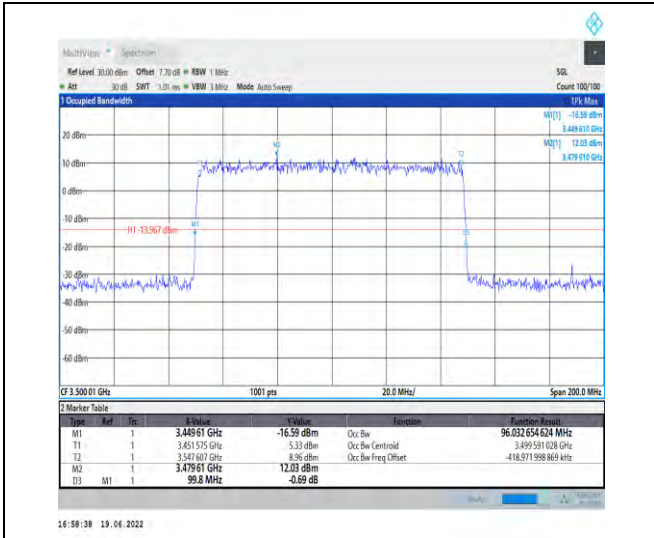 MultiView Spectrum
Ref Level 30.00 dBm Offset 7.70 dB RBW 1 MHz SGL
Att 30 dB SWT 1.01 ms VBW 3 MHz Mode Auto Sweep Count 100/100
1 Occupied Bandwidth 1Pk Max
M1[1] -16.59 dBm
3.449 610 GHz
M2[1] 12.03 dBm
3.479 610 GHz
20 dBm
M2
T2
10 dBm
0 dBm
-10 dBm
H1 -13.967 dBm
M1
-20 dBm
D3
-30 dBm
-40 dBm
-50 dBm
-60 dBm
CF 3.500 01 GHz 1001 pts 20.0 MHz/ Span 200.0 MHz
2 Marker Table
Type Ref Trc X-Value Y-Value Function Function Result
M1 1 3.449 61 GHz -16.59 dBm Occ Bw 96.032 654 624 MHz
T1 1 3.451 575 GHz 5.33 dBm Occ Bw Centroid 3.499 591 028 GHz
T2 1 3.547 607 GHz 8.96 dBm Occ Bw Freq Offset -418.971 998 869 kHz
M2 1 3.479 61 GHz 12.03 dBm
D3 M1 1 99.8 MHz -0.69 dB
16:58:38 19.06.2022